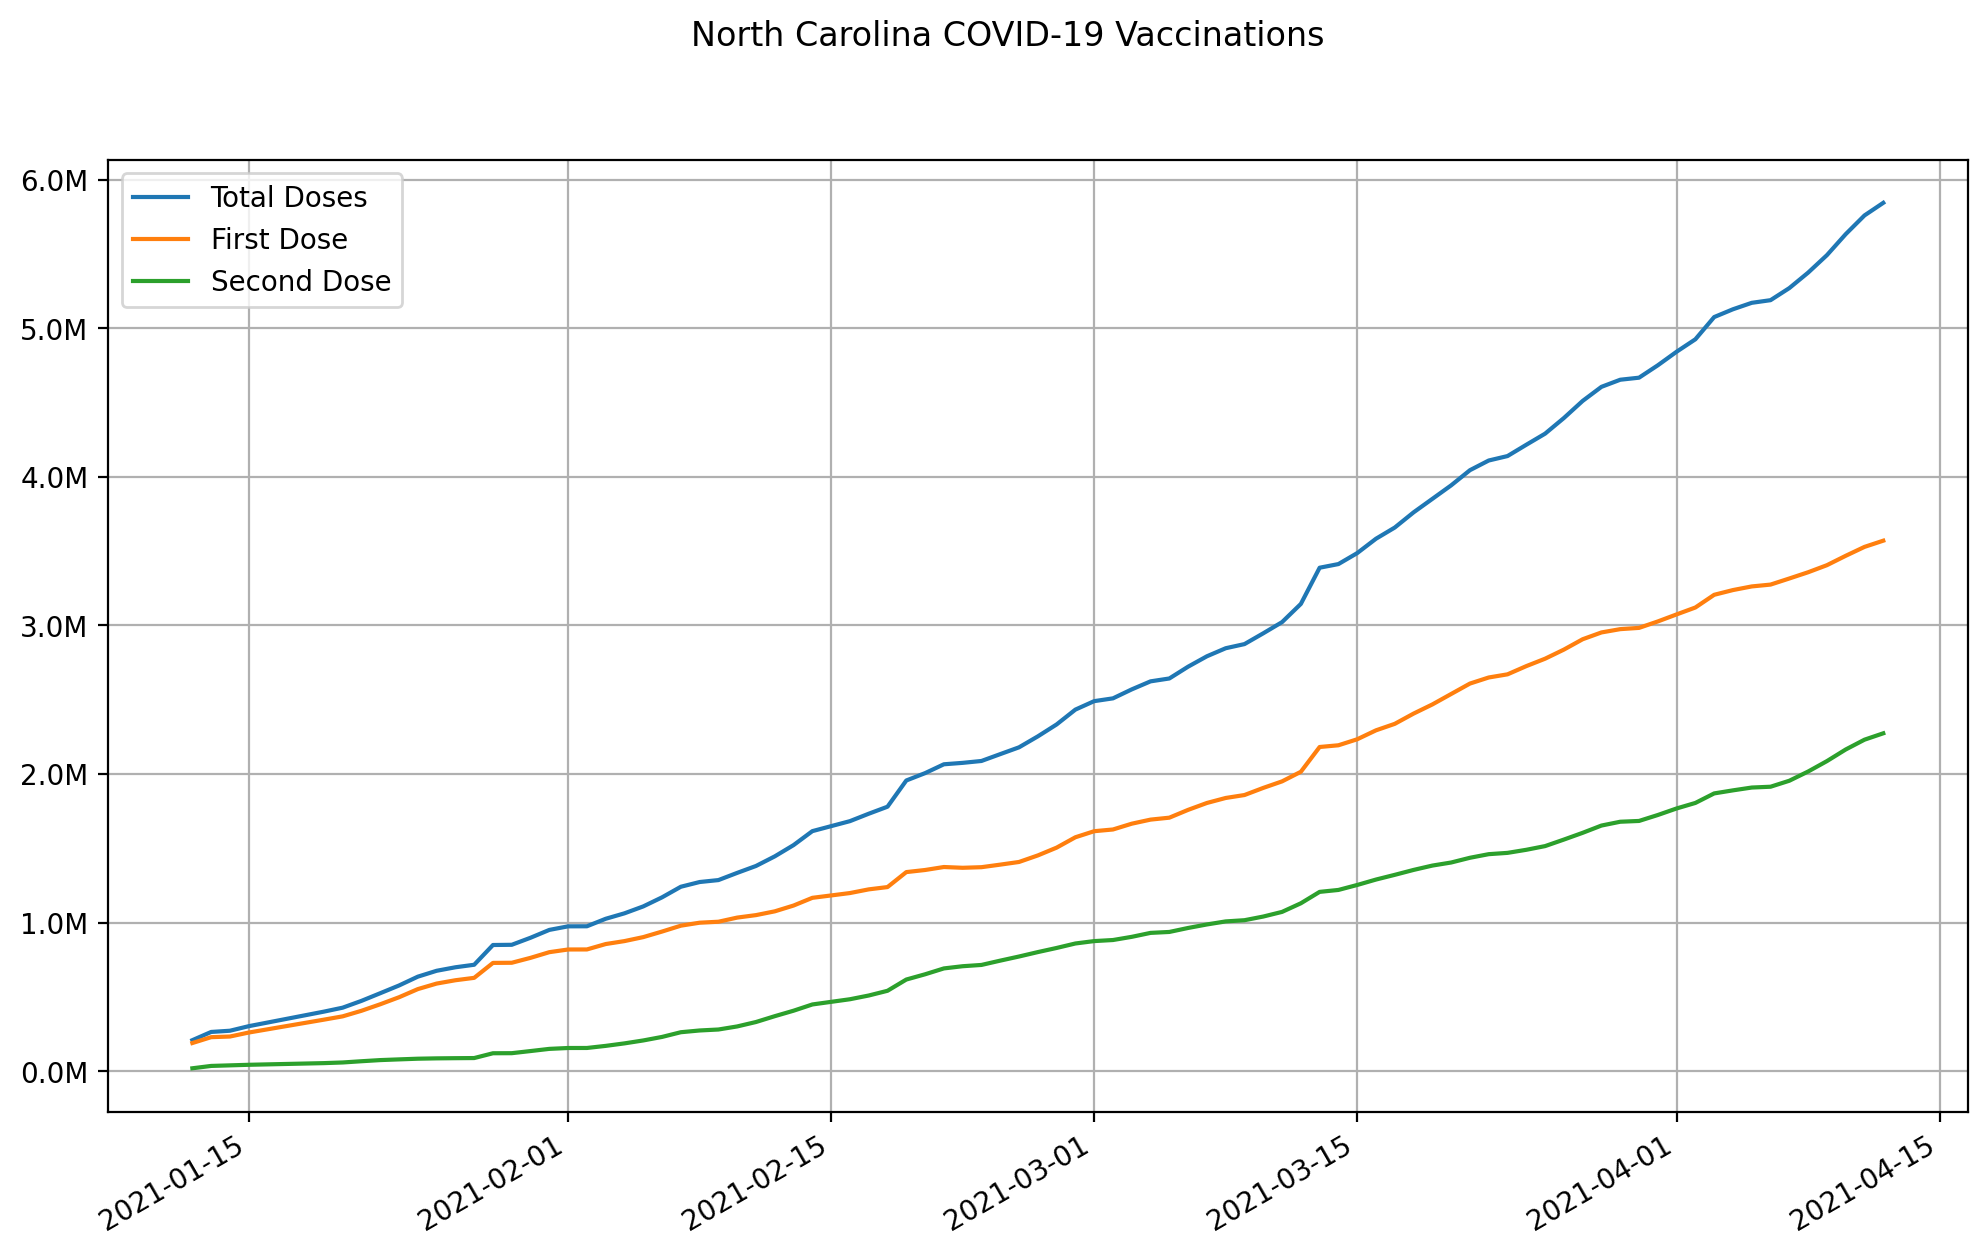 North Carolina COVID-19 Vaccinations
6.0M
5.0M
4.0M
3.0M
2.0M
1.0M
0.0M
Total Doses
First Dose
Second Dose
2021-01-15
2021-02-01
2021-02-15
2021-03-01
2021-03-15
2021-04-01
2021-04-15